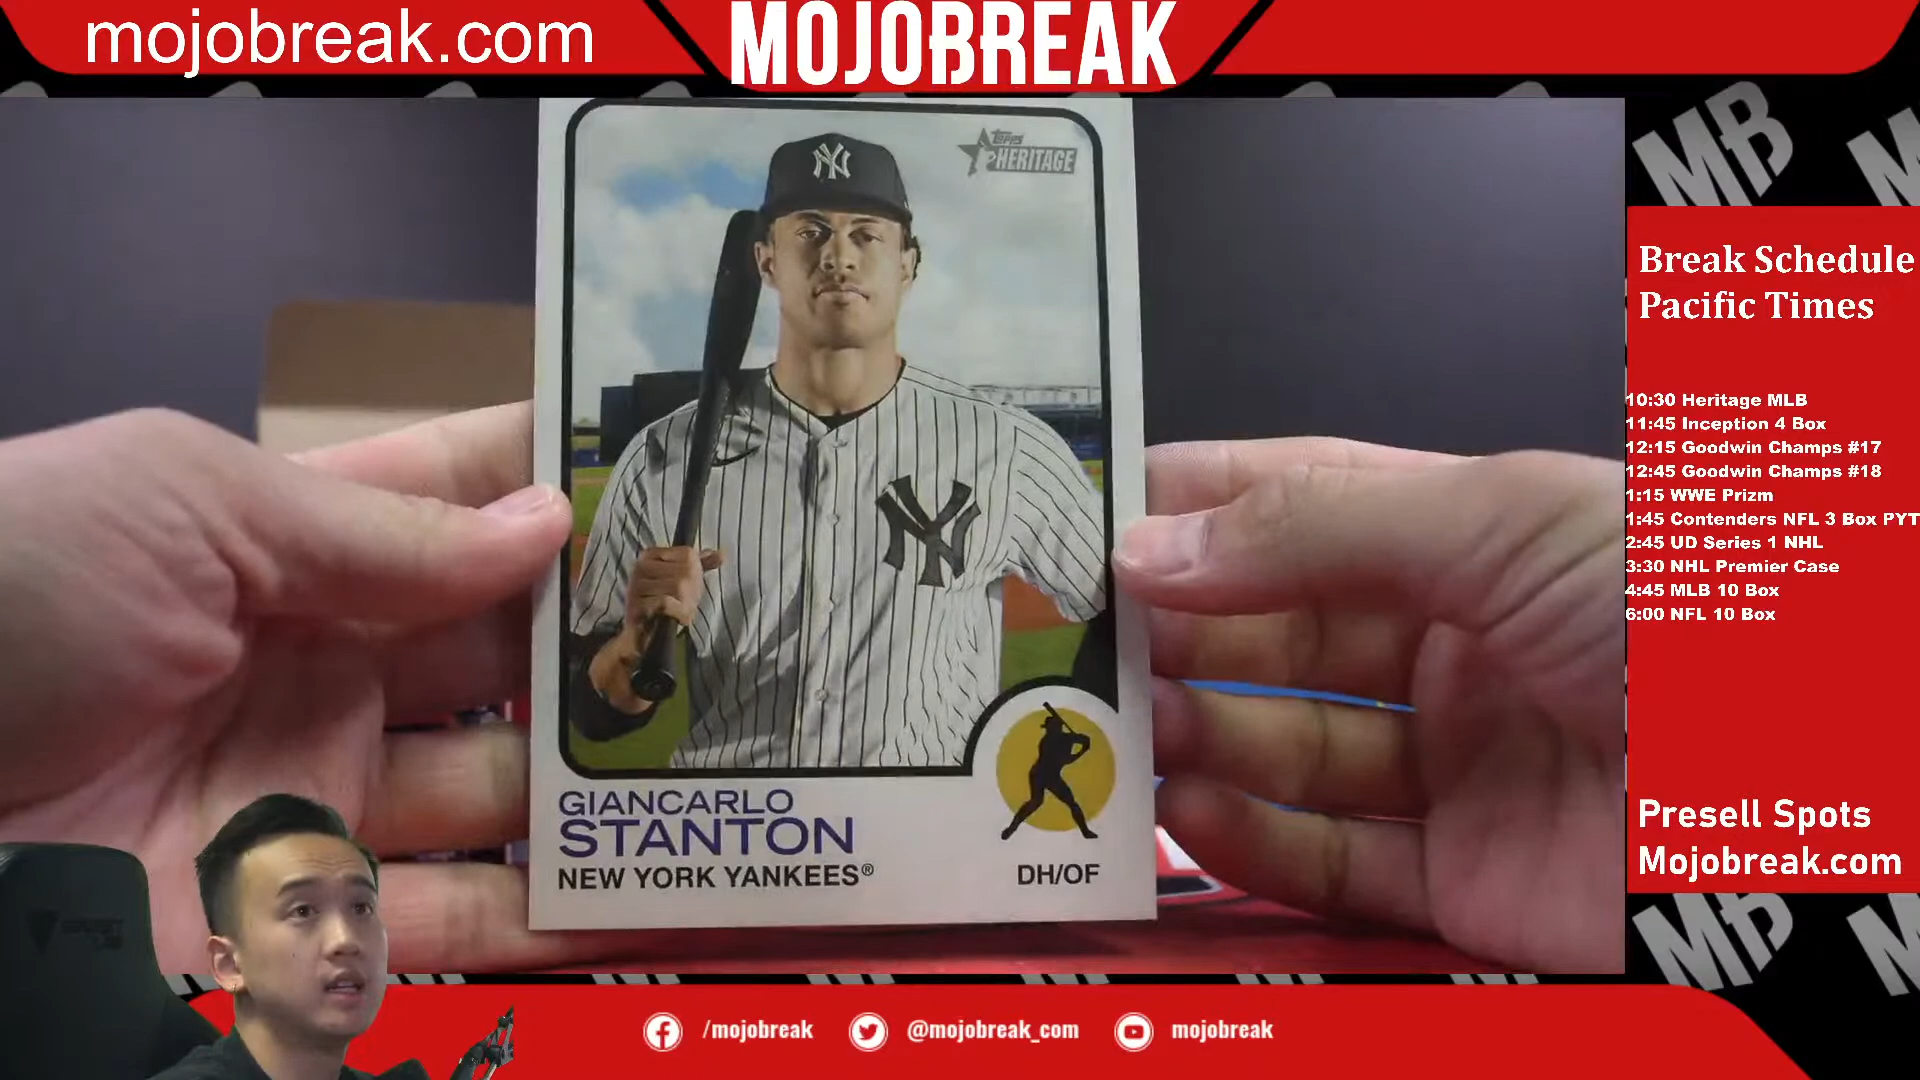 mojobreak.com
MOJOBREAK
MB
NY
Topps
HERITAGE
NY
GIANCARLO
STANTON
NEW YORK YANKEES®
DH/OF
Break Schedule
Pacific Times
10:30 Heritage MLB
11:45 Inception 4 Box
12:15 Goodwin Champs #17
12:45 Goodwin Champs #18
1:15 WWE Prizm
1:45 Contenders NFL 3 Box PYT
2:45 UD Series 1 NHL
3:30 NHL Premier Case
4:45 MLB 10 Box
6:00 NFL 10 Box
Presell Spots
Mojobreak.com
MB
/mojobreak
@mojobreak_com
mojobreak